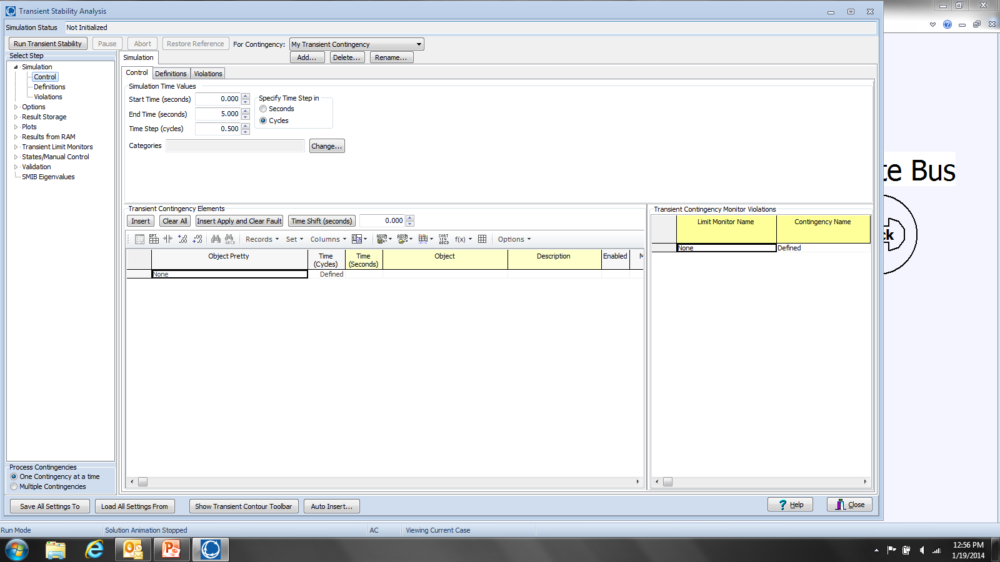 Transient Stability Analysis
Simulation Status Not Initialized
Run Transient Stability Pause Abort Restore Reference For Contingency: My Transient Contingency
Add... Delete... Rename...
Select Step
Simulation
Control
Definitions
Violations
Options
Result Storage
Plots
Results from RAM
Transient Limit Monitors
States/Manual Control
Validation
SMIB Eigenvalues
Process Contingencies
One Contingency at a time
Multiple Contingencies
Simulation
Control Definitions Violations
Simulation Time Values
Start Time (seconds) 0.000
End Time (seconds) 5.000
Time Step (cycles) 0.500
Specify Time Step in
Seconds
Cycles
Categories Change...
Transient Contingency Elements
Insert Clear All Insert Apply and Clear Fault Time Shift (seconds) 0.000
Records Set Columns f(x) Options
Object Pretty Time (Cycles) Time (Seconds) Object Description Enabled M
None Defined
Transient Contingency Monitor Violations
Limit Monitor Name Contingency Name
None Defined
te Bus
ck
Save All Settings To Load All Settings From Show Transient Contour Toolbar Auto Insert... Help Close
Run Mode Solution Animation Stopped AC Viewing Current Case
12:56 PM
1/19/2014